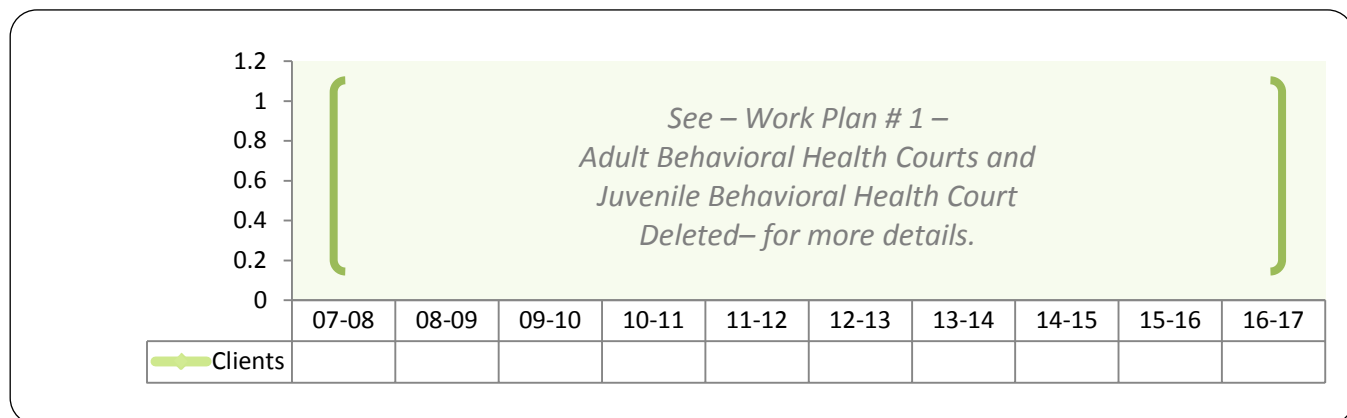 1.2
1
0.8
0.6
0.4
0.2
0
See – Work Plan # 1 –
Adult Behavioral Health Courts and
Juvenile Behavioral Health Court
Deleted– for more details.
07-08 08-09 09-10 10-11 11-12 12-13 13-14 14-15 15-16 16-17
Clients